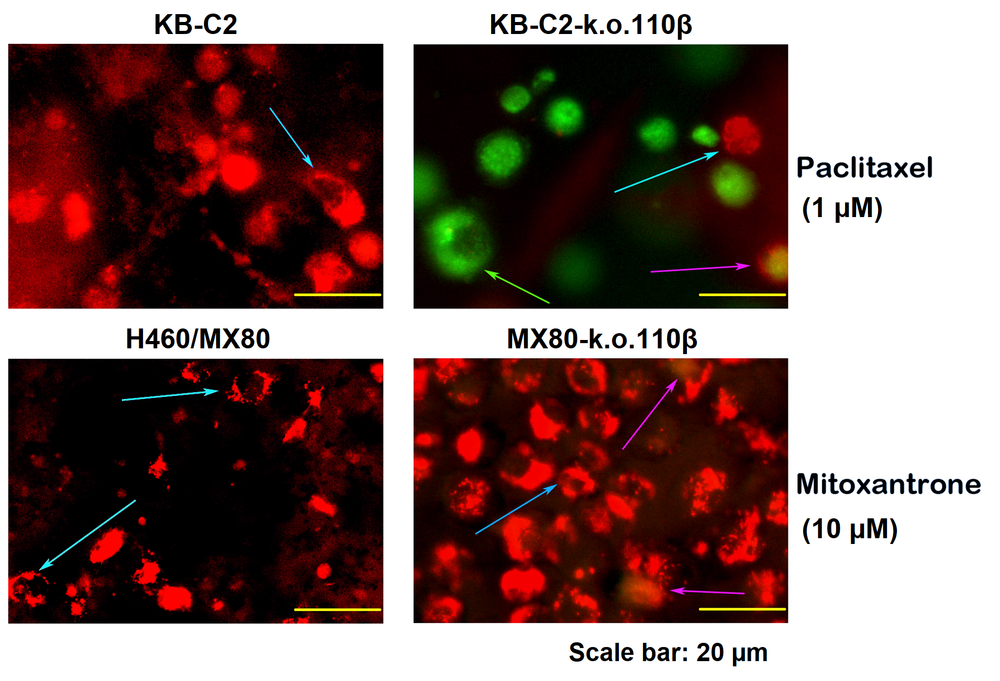 KB-C2
KB-C2-k.o.110β
Paclitaxel
(1 µM)
H460/MX80
MX80-k.o.110β
Mitoxantrone
(10 µM)
Scale bar: 20 µm